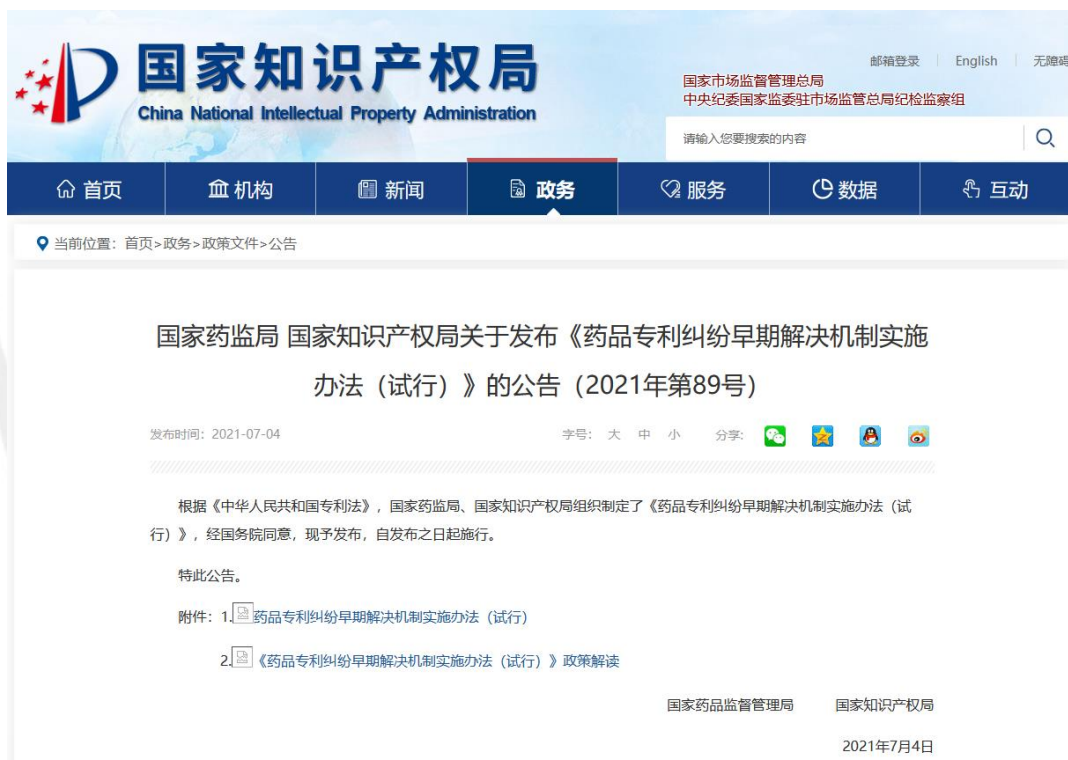 国家知识产权局
China National Intellectual Property Administration
邮箱登录 | English | 无障碍
国家市场监督管理总局
中央纪委国家监委驻市场监管总局纪检监察组
请输入您要搜索的内容
首页 机构 新闻 政务 服务 数据 互动
当前位置：首页>政务>政策文件>公告
国家药监局 国家知识产权局关于发布《药品专利纠纷早期解决机制实施
办法（试行）》的公告（2021年第89号）
发布时间：2021-07-04 字号： 大 中 小 分享：
根据《中华人民共和国专利法》，国家药监局、国家知识产权局组织制定了《药品专利纠纷早期解决机制实施办法（试
行）》，经国务院同意，现予发布，自发布之日起施行。
特此公告。
附件：1.药品专利纠纷早期解决机制实施办法（试行）
2.《药品专利纠纷早期解决机制实施办法（试行）》政策解读
国家药品监督管理局 国家知识产权局
2021年7月4日